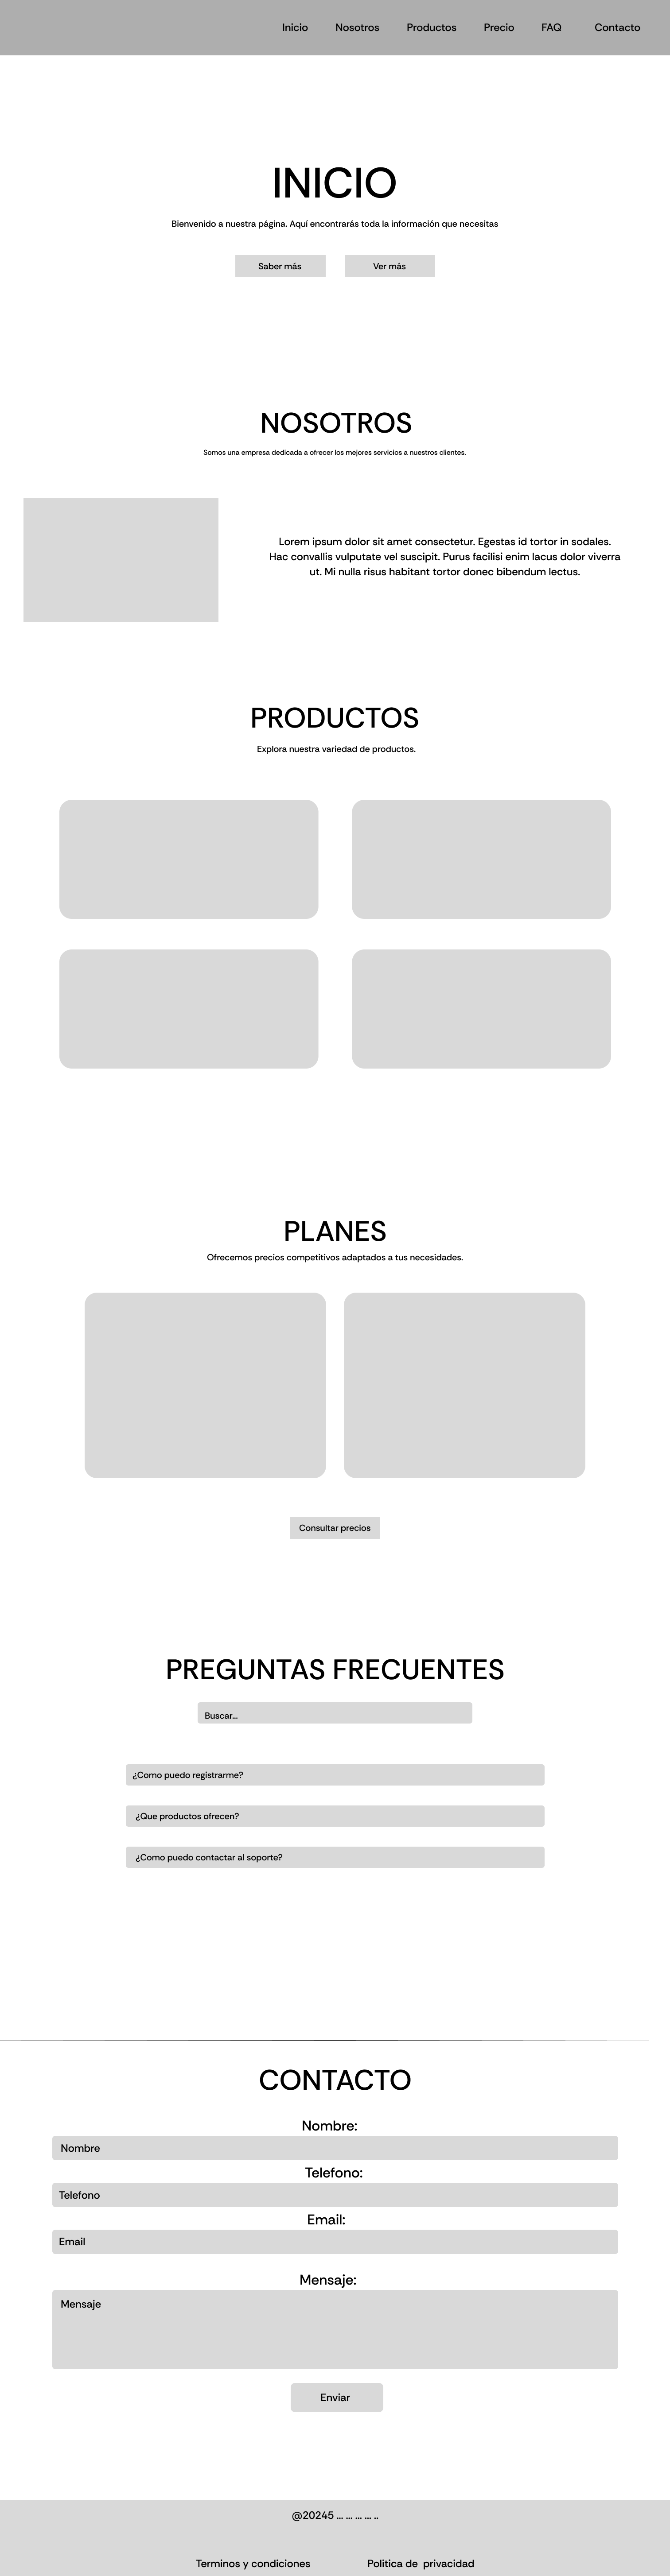 Inicio Nosotros Productos Precio FAQ Contacto
INICIO
Bienvenido a nuestra página. Aquí encontrarás toda la información que necesitas
Saber más Ver más
NOSOTROS
Somos una empresa dedicada a ofrecer los mejores servicios a nuestros clientes.
Lorem ipsum dolor sit amet consectetur. Egestas id tortor in sodales.
Hac convallis vulputate vel suscipit. Purus facilisi enim lacus dolor viverra
ut. Mi nulla risus habitant tortor donec bibendum lectus.
PRODUCTOS
Explora nuestra variedad de productos.
PLANES
Ofrecemos precios competitivos adaptados a tus necesidades.
Consultar precios
PREGUNTAS FRECUENTES
Buscar...
¿Como puedo registrarme?
¿Que productos ofrecen?
¿Como puedo contactar al soporte?
CONTACTO
Nombre:
Nombre
Telefono:
Telefono
Email:
Email
Mensaje:
Mensaje
Enviar
@20245 ... ... ... ... ..
Terminos y condiciones Politica de privacidad